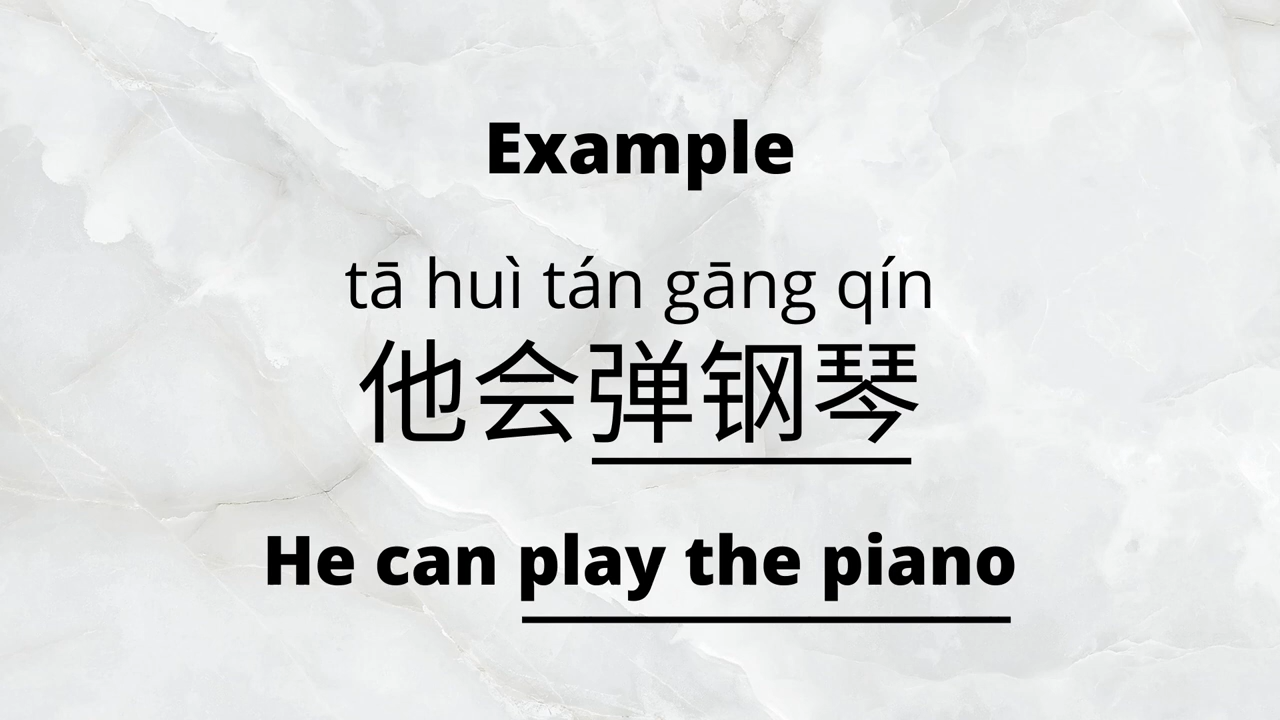 Example
tā huì tán gāng qín
他会弹钢琴
He can play the piano